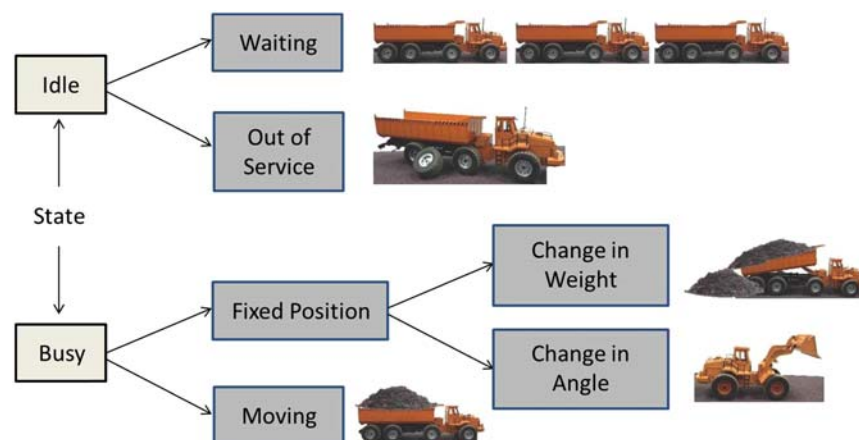 Waiting
Idle
Out of
Service
State
Change in
Weight
Fixed Position
Busy
Change in
Angle
Moving